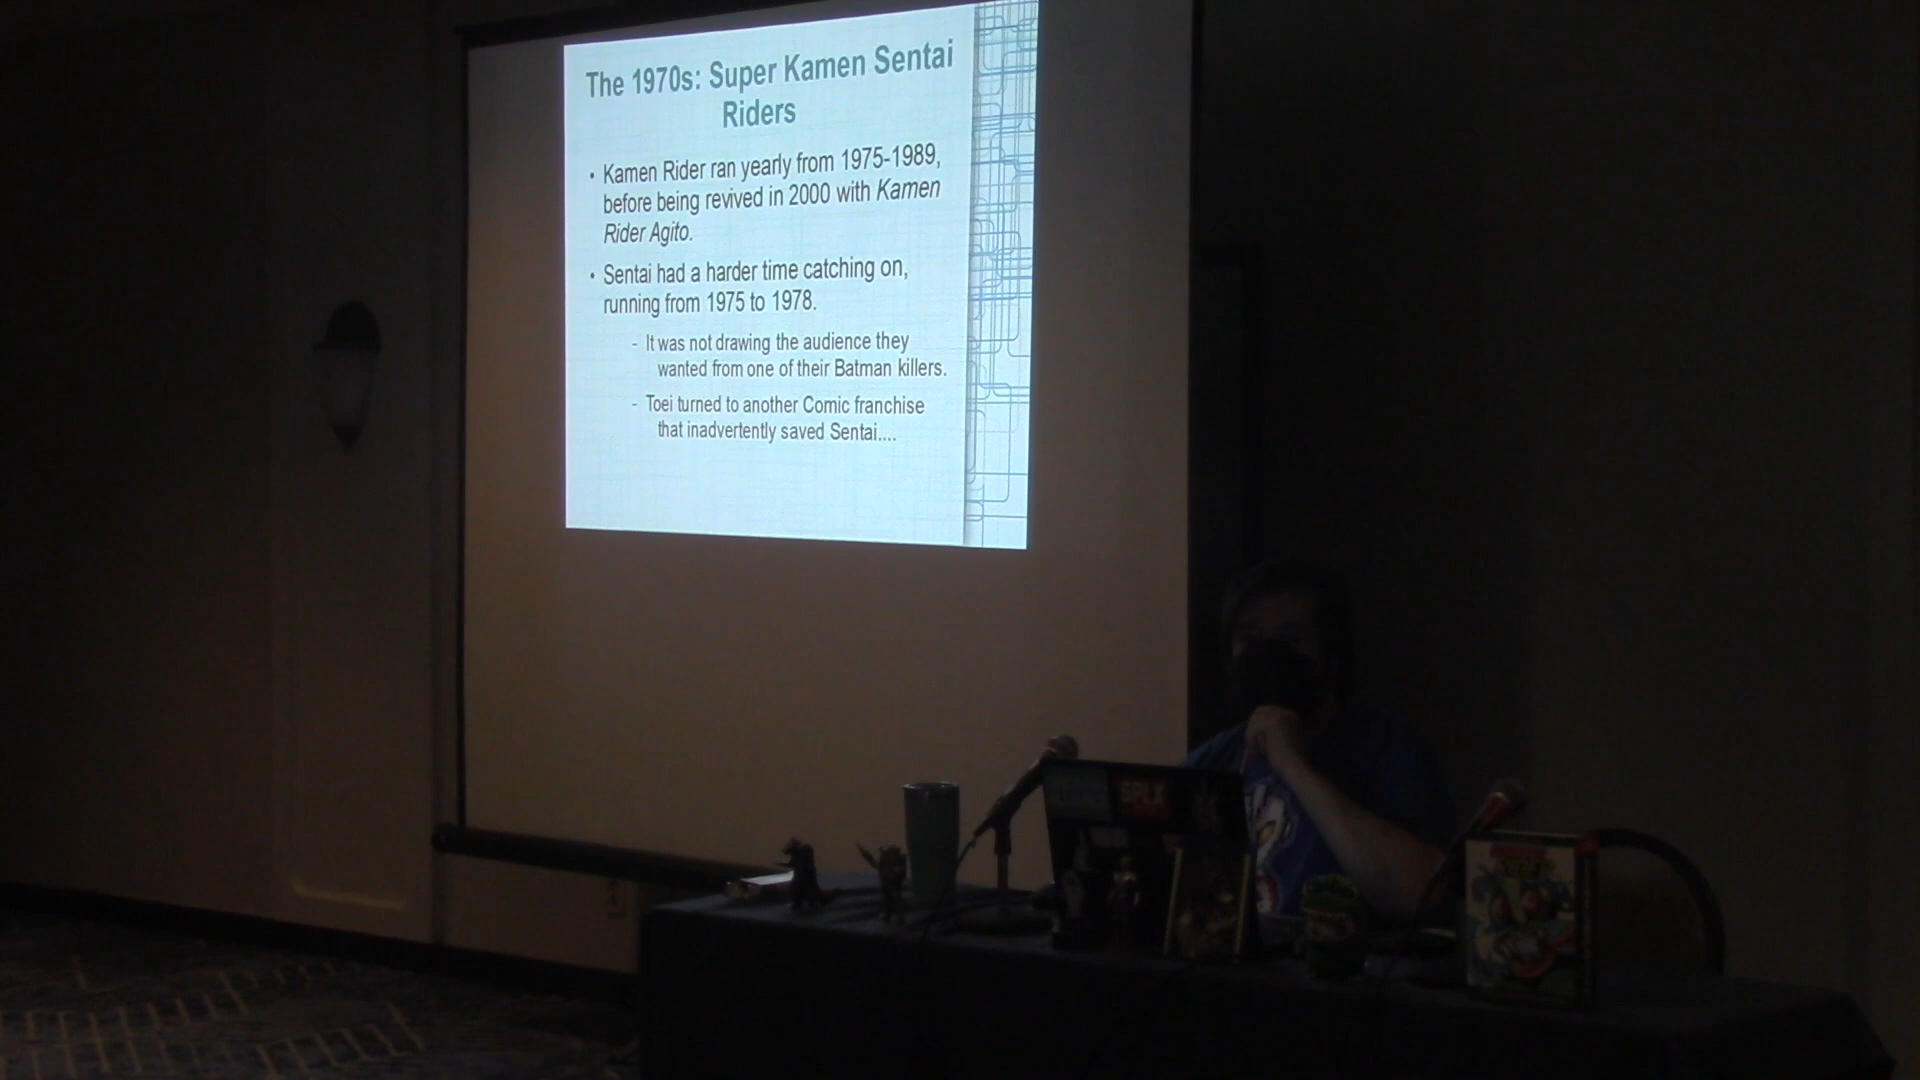 The 1970s: Super Kamen Sentai
Riders
• Kamen Rider ran yearly from 1975-1989,
before being revived in 2000 with Kamen
Rider Agito.
• Sentai had a harder time catching on,
running from 1975 to 1978.
- It was not drawing the audience they
wanted from one of their Batman killers.
- Toei turned to another Comic franchise
that inadvertently saved Sentai....
SPLX